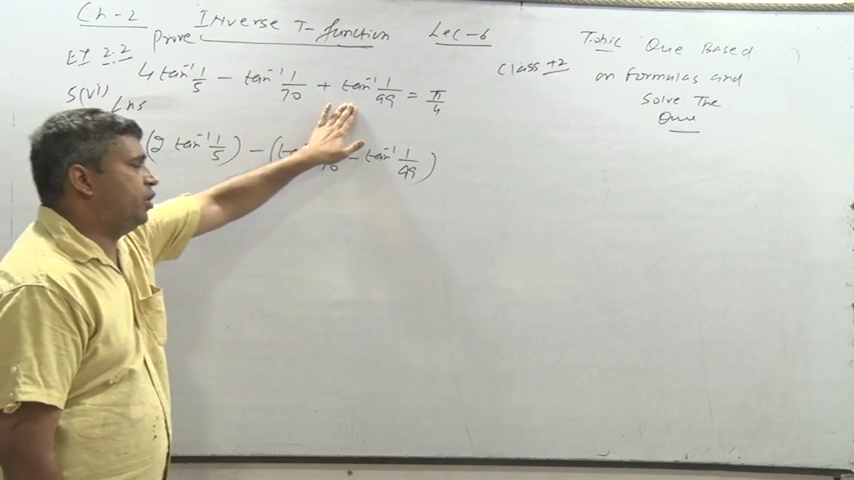 Ch-2 Inverse T-function Lec-6
Prove
Ex 2.2
5(vi) 4 tan⁻¹ 1/5 − tan⁻¹ 1/70 + tan⁻¹ 1/99 = π/4
LHS
(2 tan⁻¹ 1/5) − ( − tan⁻¹ 1/99)
Class +2
Topic Que Based
on Formulas and
Solve The
Que